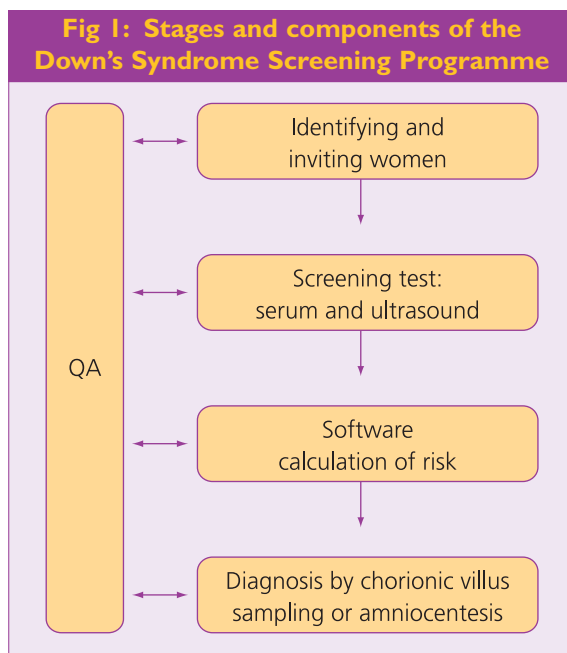 Fig 1: Stages and components of the
Down's Syndrome Screening Programme
QA
Identifying and
inviting women
Screening test:
serum and ultrasound
Software
calculation of risk
Diagnosis by chorionic villus
sampling or amniocentesis